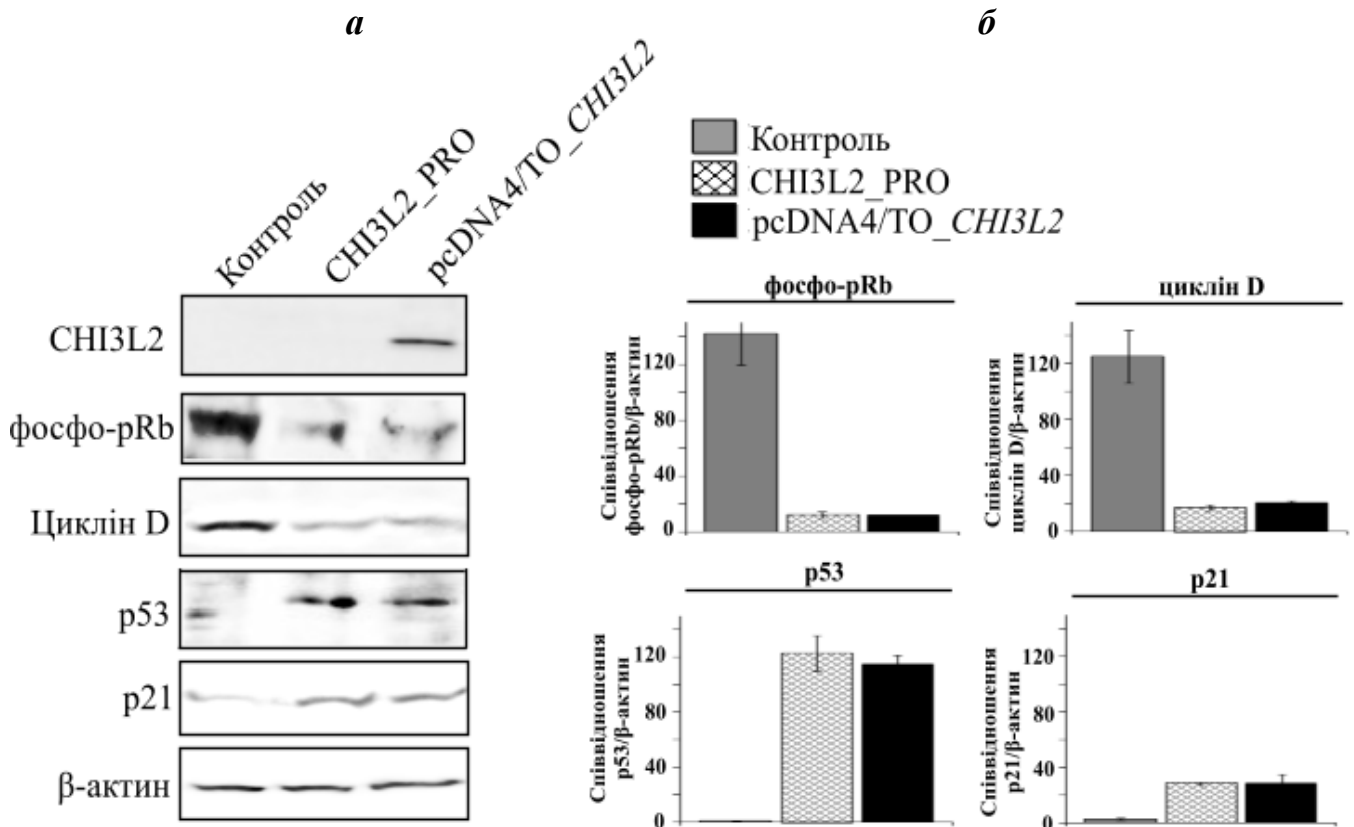 а
б
Контроль
CHI3L2_PRO
pcDNA4/TO_CHI3L2
CHI3L2
фосфо-pRb
Циклін D
p53
p21
β-актин
Контроль
CHI3L2_PRO
pcDNA4/TO_CHI3L2
фосфо-pRb
Співвідношення
фосфо-pRb/β-актин
120
80
40
0
циклін D
Співвідношення
циклін D/β-актин
120
80
40
0
p53
Співвідношення
p53/β-актин
120
80
40
0
p21
Співвідношення
p21/β-актин
120
80
40
0